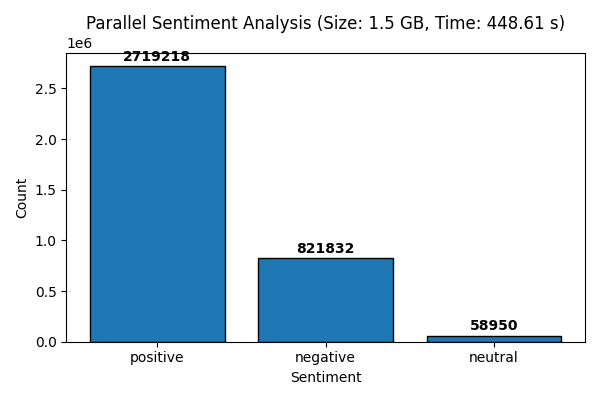 Parallel Sentiment Analysis (Size: 1.5 GB, Time: 448.61 s)
1e6
2719218
2.5
2.0
1.5
1.0
0.5
0.0
Count
821832
58950
positive negative neutral
Sentiment